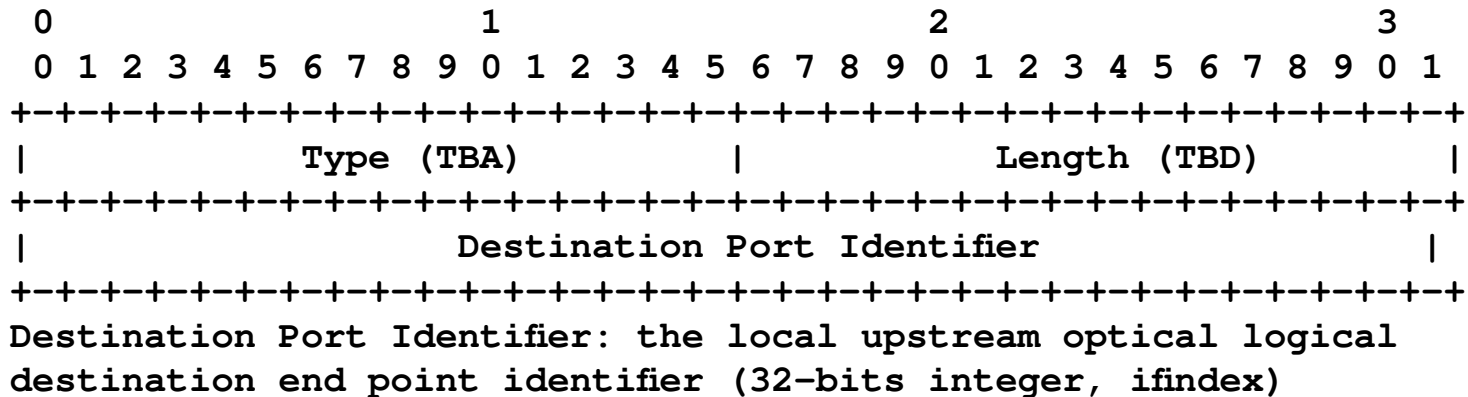 0                   1                   2                   3
 0 1 2 3 4 5 6 7 8 9 0 1 2 3 4 5 6 7 8 9 0 1 2 3 4 5 6 7 8 9 0 1
+-+-+-+-+-+-+-+-+-+-+-+-+-+-+-+-+-+-+-+-+-+-+-+-+-+-+-+-+-+-+-+-+
|            Type (TBA)         |           Length (TBD)        |
+-+-+-+-+-+-+-+-+-+-+-+-+-+-+-+-+-+-+-+-+-+-+-+-+-+-+-+-+-+-+-+-+
|                   Destination Port Identifier                 |
+-+-+-+-+-+-+-+-+-+-+-+-+-+-+-+-+-+-+-+-+-+-+-+-+-+-+-+-+-+-+-+-+
Destination Port Identifier: the local upstream optical logical
destination end point identifier (32-bits integer, ifindex)